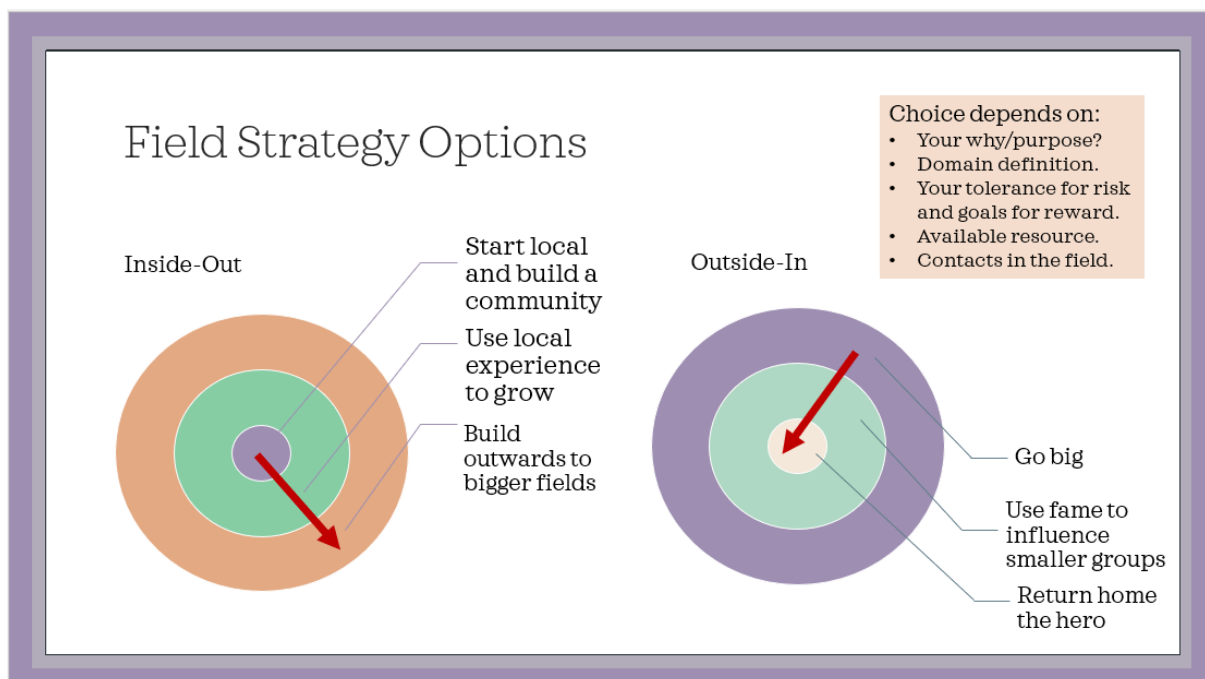 Field Strategy Options
Choice depends on:
• Your why/purpose?
• Domain definition.
• Your tolerance for risk
and goals for reward.
• Available resource.
• Contacts in the field.
Inside-Out
Start local
and build a
community
Use local
experience
to grow
Build
outwards to
bigger fields
Outside-In
Go big
Use fame to
influence
smaller groups
Return home
the hero